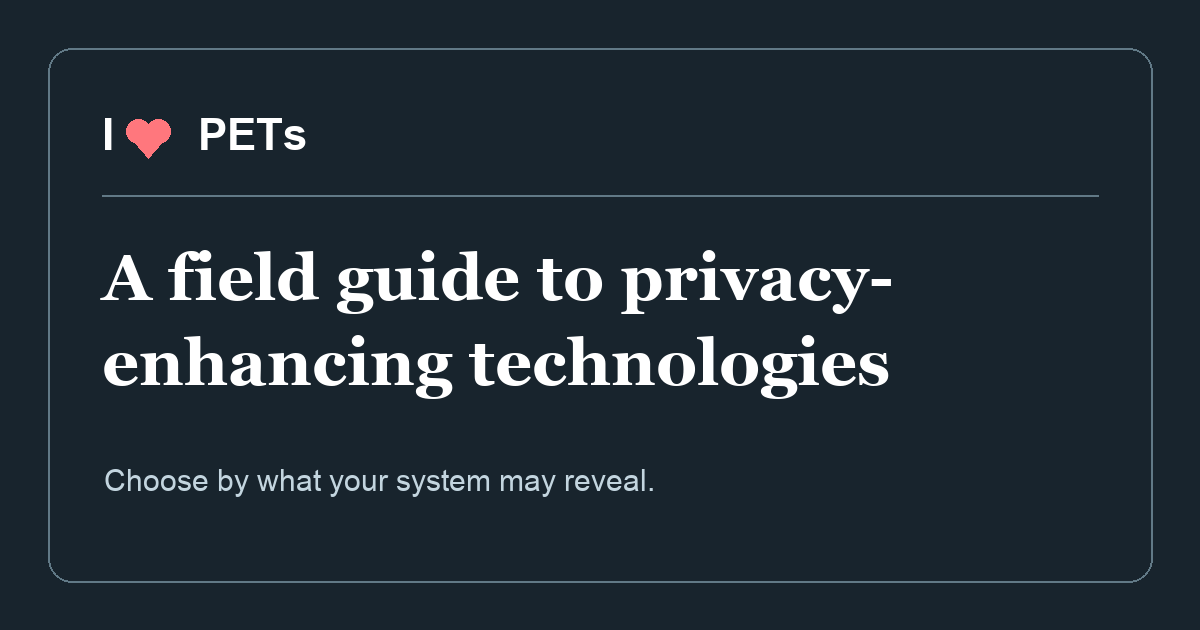 I ❤ PETs
A field guide to privacy-
enhancing technologies
Choose by what your system may reveal.